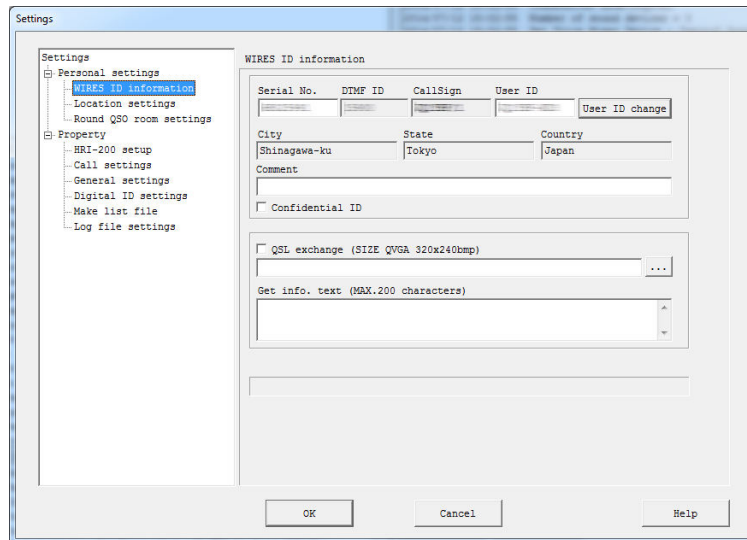 Settings
Settings
Personal settings
WIRES ID information
Location settings
Round QSO room settings
Property
HRI-200 setup
Call settings
General settings
Digital ID settings
Make list file
Log file settings
WIRES ID information
Serial No. DTMF ID CallSign User ID
User ID change
City State Country
Shinagawa-ku Tokyo Japan
Comment
Confidential ID
QSL exchange (SIZE QVGA 320x240bmp)
...
Get info. text (MAX.200 characters)
OK Cancel Help